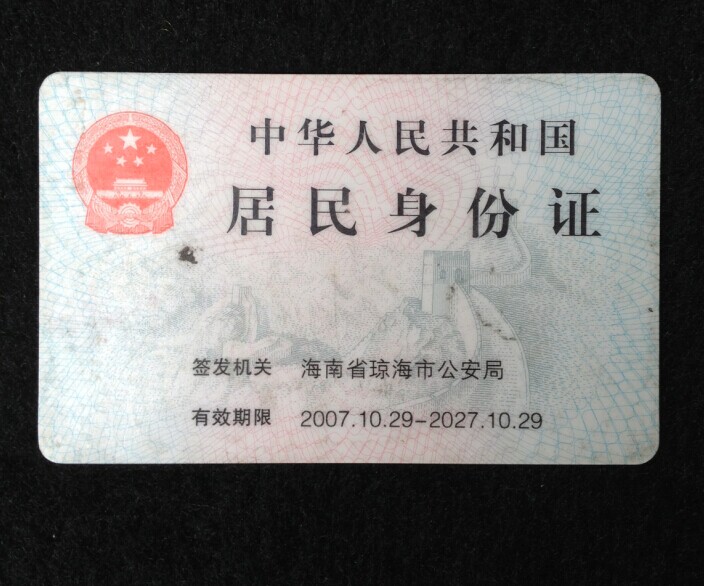 中华人民共和国
居民身份证
签发机关 海南省琼海市公安局
有效期限 2007.10.29-2027.10.29